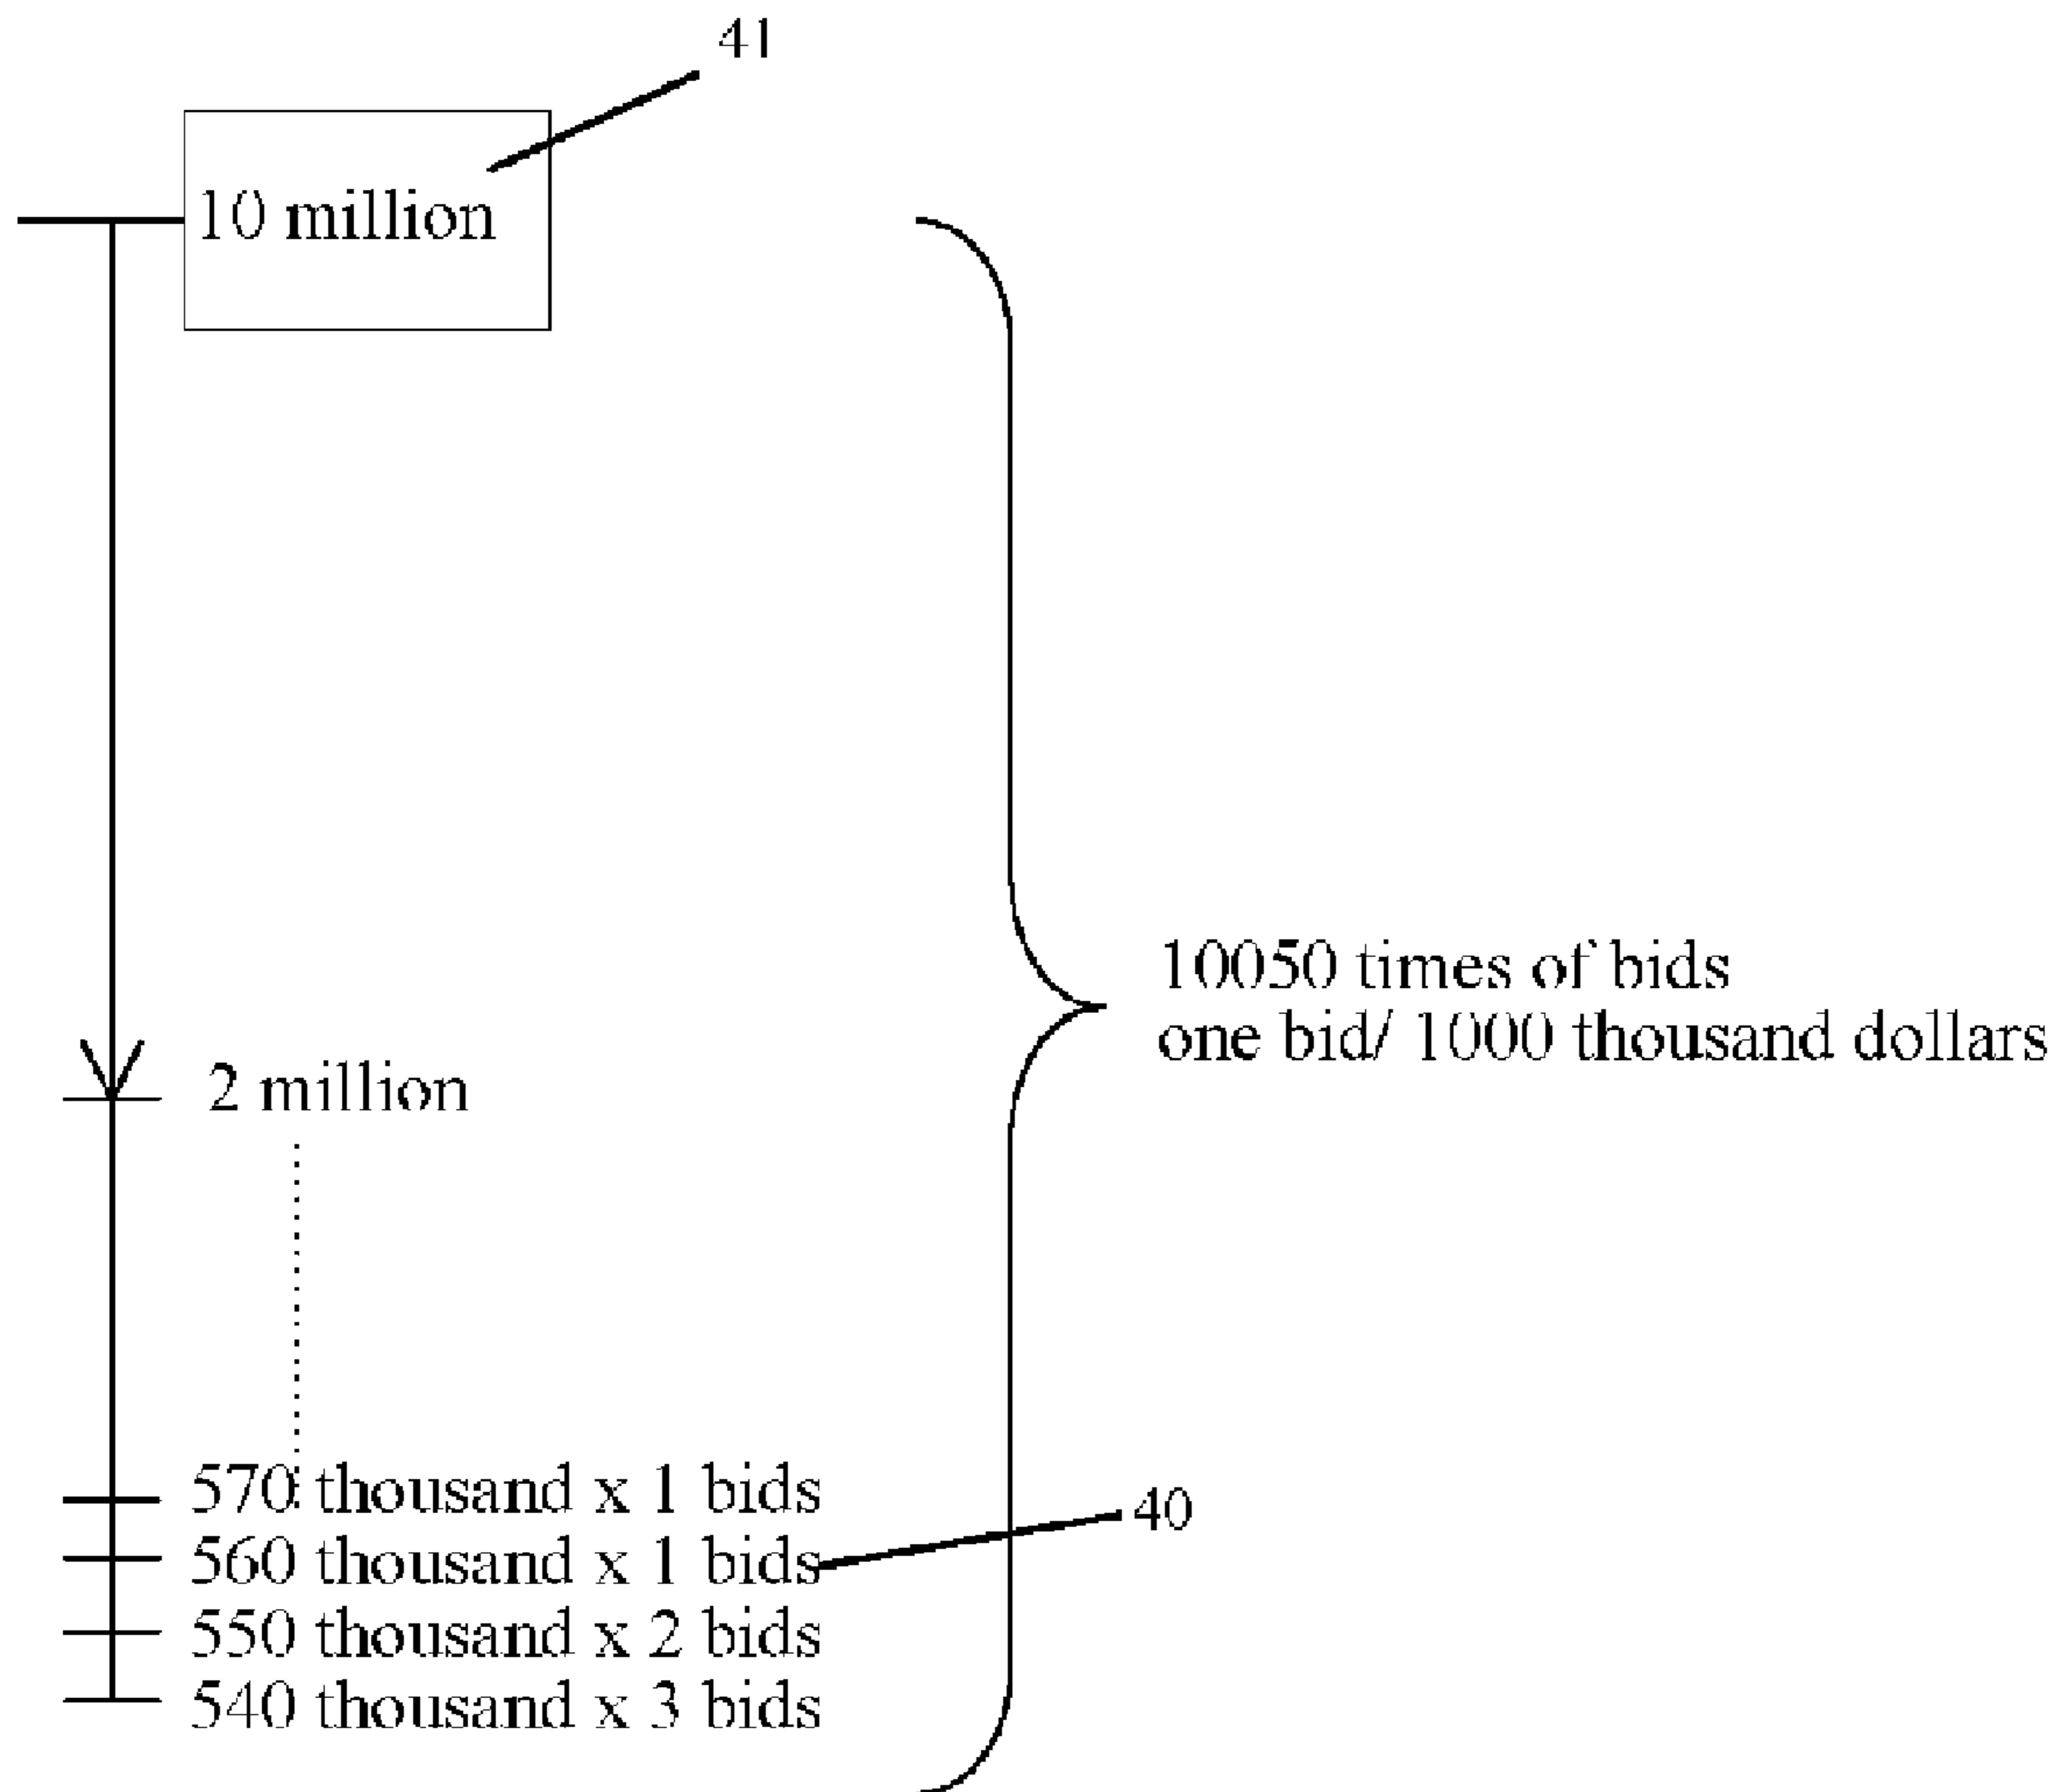 41
10 million
10050 times of bids
one bid/ 1000 thousand dollars
2 million
570 thousand x 1 bids
40
560 thousand x 1 bids
550 thousand x 2 bids
540 thousand x 3 bids